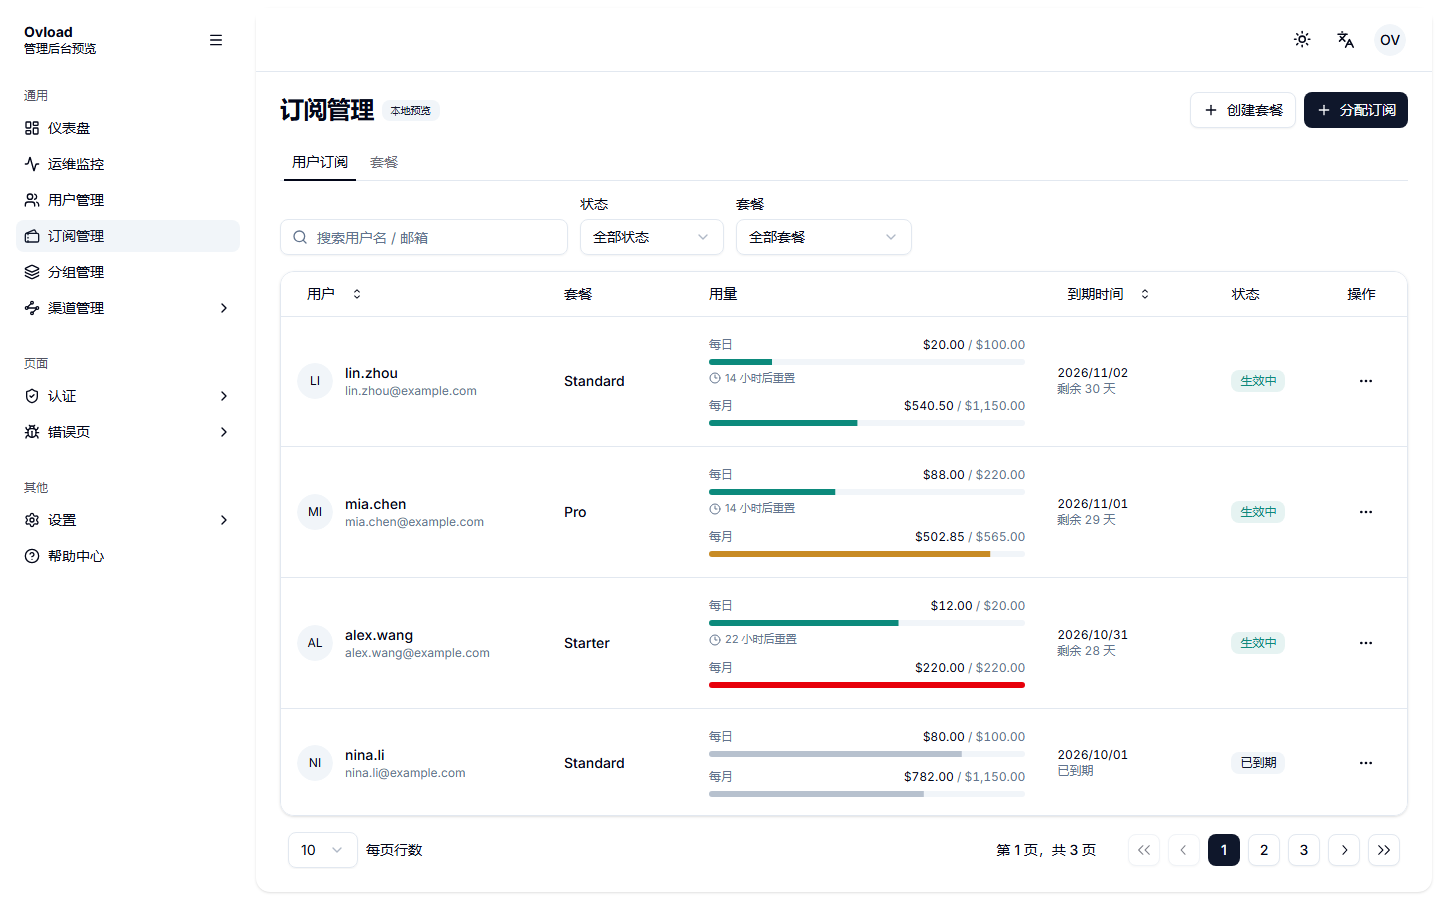 Ovload
管理后台预览
通用
仪表盘
运维监控
用户管理
订阅管理
分组管理
渠道管理
页面
认证
错误页
其他
设置
帮助中心
OV
订阅管理 本地预览
创建套餐 分配订阅
用户订阅 套餐
状态 套餐
搜索用户名 / 邮箱 全部状态 全部套餐
用户 套餐 用量 到期时间 状态 操作
LI
lin.zhou
lin.zhou@example.com
Standard
每日 $20.00 / $100.00
14 小时后重置
每月 $540.50 / $1,150.00
2026/11/02
剩余 30 天
生效中
MI
mia.chen
mia.chen@example.com
Pro
每日 $88.00 / $220.00
14 小时后重置
每月 $502.85 / $565.00
2026/11/01
剩余 29 天
生效中
AL
alex.wang
alex.wang@example.com
Starter
每日 $12.00 / $20.00
22 小时后重置
每月 $220.00 / $220.00
2026/10/31
剩余 28 天
生效中
NI
nina.li
nina.li@example.com
Standard
每日 $80.00 / $100.00
每月 $782.00 / $1,150.00
2026/10/01
已到期
已到期
10 每页行数
第 1 页，共 3 页
1 2 3